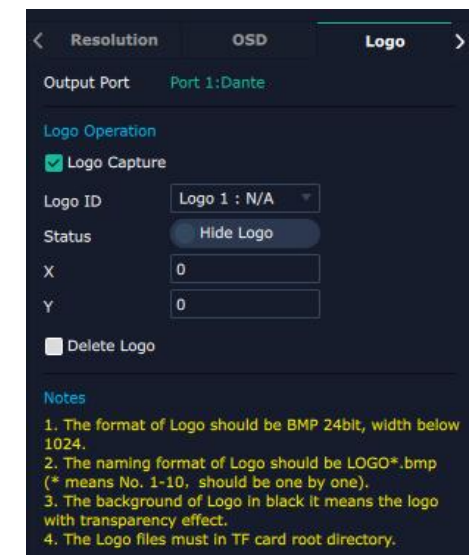 < Resolution OSD Logo >
Output Port Port 1:Dante
Logo Operation
Logo Capture
Logo ID Logo 1 : N/A
Status Hide Logo
X 0
Y 0
Delete Logo
Notes
1. The format of Logo should be BMP 24bit, width below
1024.
2. The naming format of Logo should be LOGO*.bmp
(* means No. 1-10, should be one by one).
3. The background of Logo in black it means the logo
with transparency effect.
4. The Logo files must in TF card root directory.